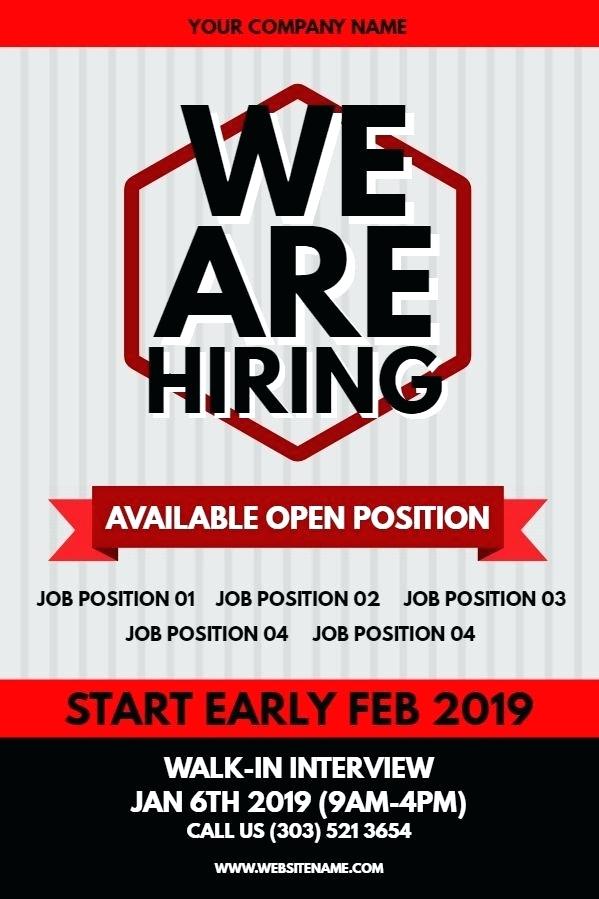 YOUR COMPANY NAME
WE
ARE
HIRING
AVAILABLE OPEN POSITION
JOB POSITION 01 JOB POSITION 02 JOB POSITION 03
JOB POSITION 04 JOB POSITION 04
START EARLY FEB 2019
WALK-IN INTERVIEW
JAN 6TH 2019 (9AM-4PM)
CALL US (303) 521 3654
WWW.WEBSITENAME.COM